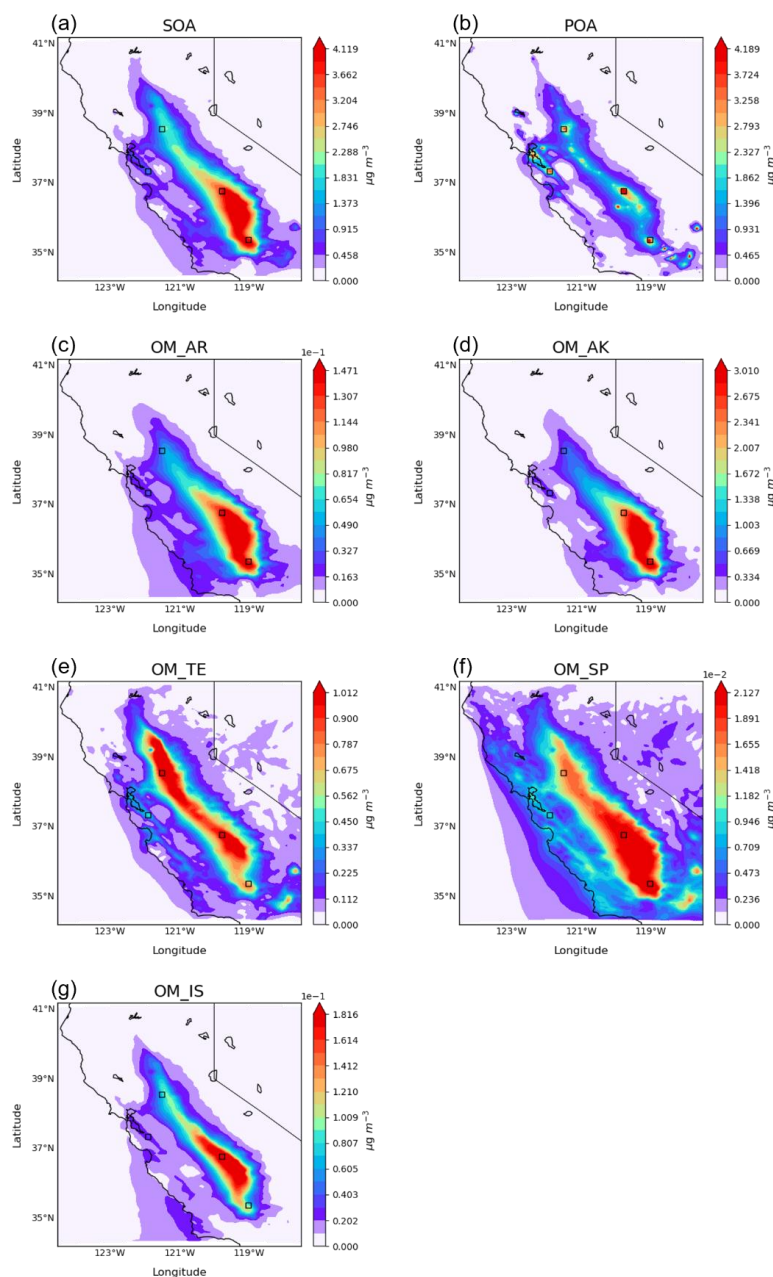 (a) SOA
41°N
39°N
37°N
35°N
Latitude
123°W 121°W 119°W
Longitude
4.119
3.662
3.204
2.746
2.288
1.831
1.373
0.915
0.458
0.000
µg m⁻³
(b) POA
41°N
39°N
37°N
35°N
Latitude
123°W 121°W 119°W
Longitude
4.189
3.724
3.258
2.793
2.327
1.862
1.396
0.931
0.465
0.000
µg m⁻³
(c) OM_AR
1e-1
41°N
39°N
37°N
35°N
Latitude
123°W 121°W 119°W
Longitude
1.471
1.307
1.144
0.980
0.817
0.654
0.490
0.327
0.163
0.000
µg m⁻³
(d) OM_AK
41°N
39°N
37°N
35°N
Latitude
123°W 121°W 119°W
Longitude
3.010
2.675
2.341
2.007
1.672
1.338
1.003
0.669
0.334
0.000
µg m⁻³
(e) OM_TE
41°N
39°N
37°N
35°N
Latitude
123°W 121°W 119°W
Longitude
1.012
0.900
0.787
0.675
0.562
0.450
0.337
0.225
0.112
0.000
µg m⁻³
(f) OM_SP
1e-2
41°N
39°N
37°N
35°N
Latitude
123°W 121°W 119°W
Longitude
2.127
1.891
1.655
1.418
1.182
0.946
0.709
0.473
0.236
0.000
µg m⁻³
(g) OM_IS
1e-1
41°N
39°N
37°N
35°N
Latitude
123°W 121°W 119°W
Longitude
1.816
1.614
1.412
1.210
1.009
0.807
0.605
0.403
0.202
0.000
µg m⁻³